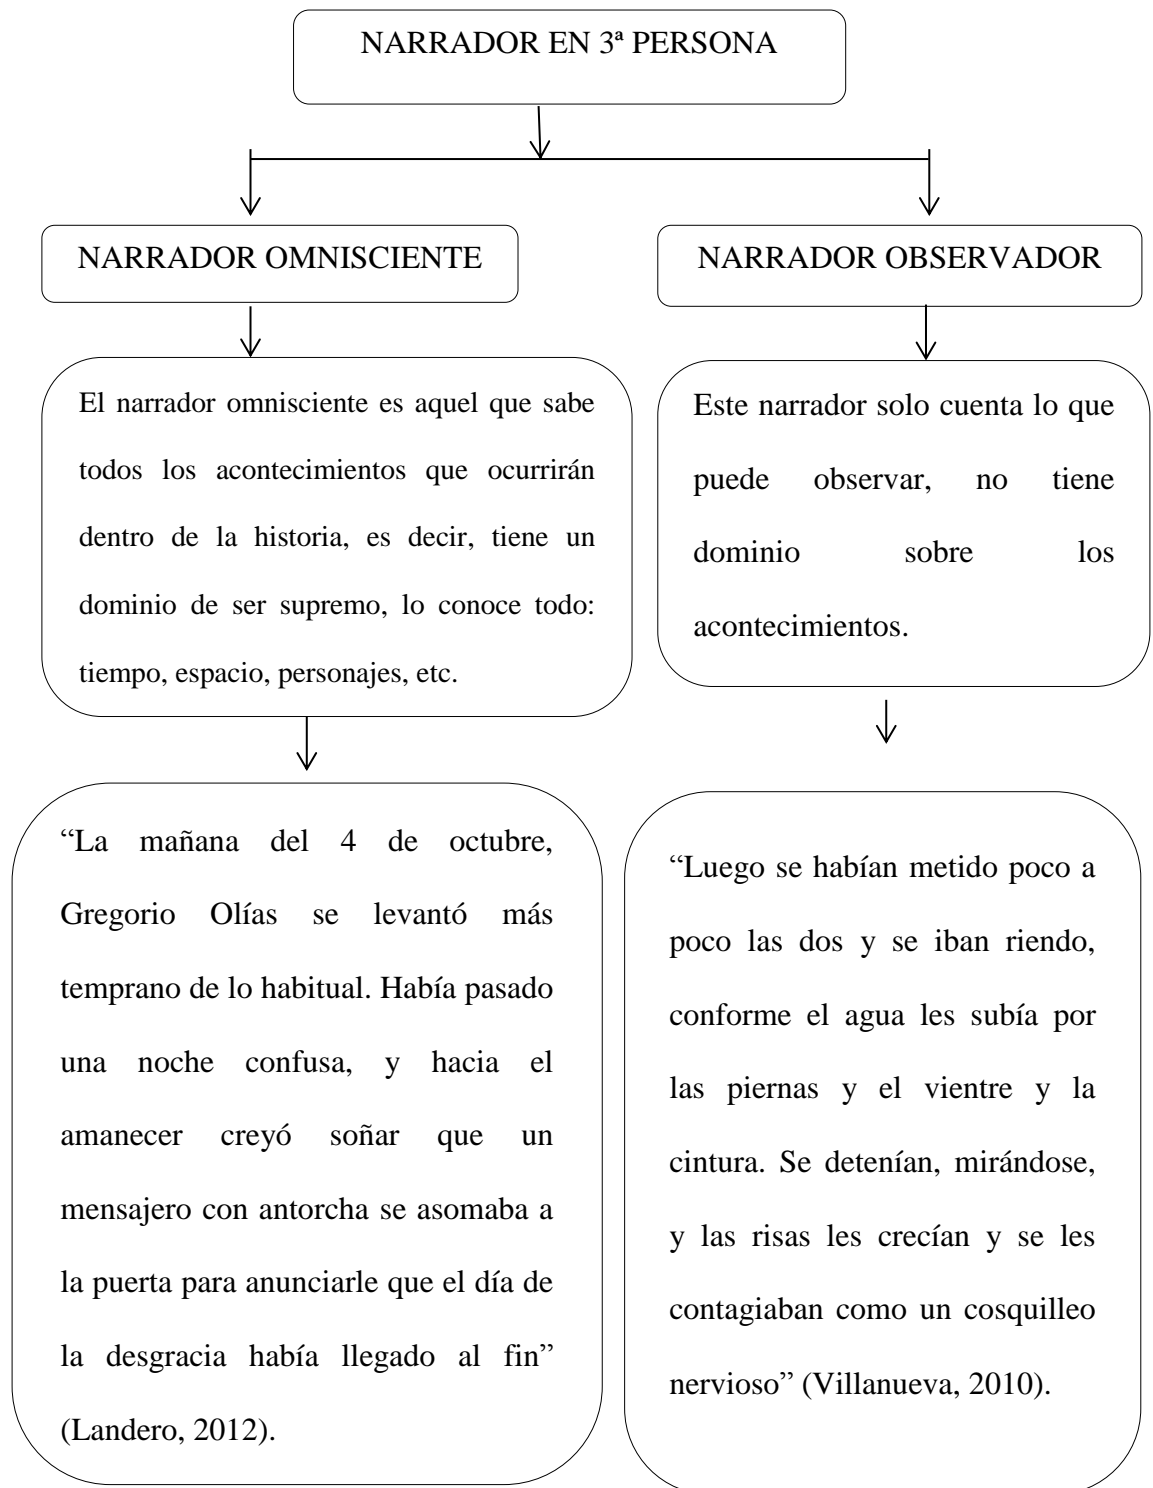 NARRADOR EN 3ª PERSONA
NARRADOR OMNISCIENTE
El narrador omnisciente es aquel que sabe
todos los acontecimientos que ocurrirán
dentro de la historia, es decir, tiene un
dominio de ser supremo, lo conoce todo:
tiempo, espacio, personajes, etc.
“La mañana del 4 de octubre,
Gregorio Olías se levantó más
temprano de lo habitual. Había pasado
una noche confusa, y hacia el
amanecer creyó soñar que un
mensajero con antorcha se asomaba a
la puerta para anunciarle que el día de
la desgracia había llegado al fin”
(Landero, 2012).
NARRADOR OBSERVADOR
Este narrador solo cuenta lo que
puede observar, no tiene
dominio sobre los
acontecimientos.
“Luego se habían metido poco a
poco las dos y se iban riendo,
conforme el agua les subía por
las piernas y el vientre y la
cintura. Se detenían, mirándose,
y las risas les crecían y se les
contagiaban como un cosquilleo
nervioso” (Villanueva, 2010).